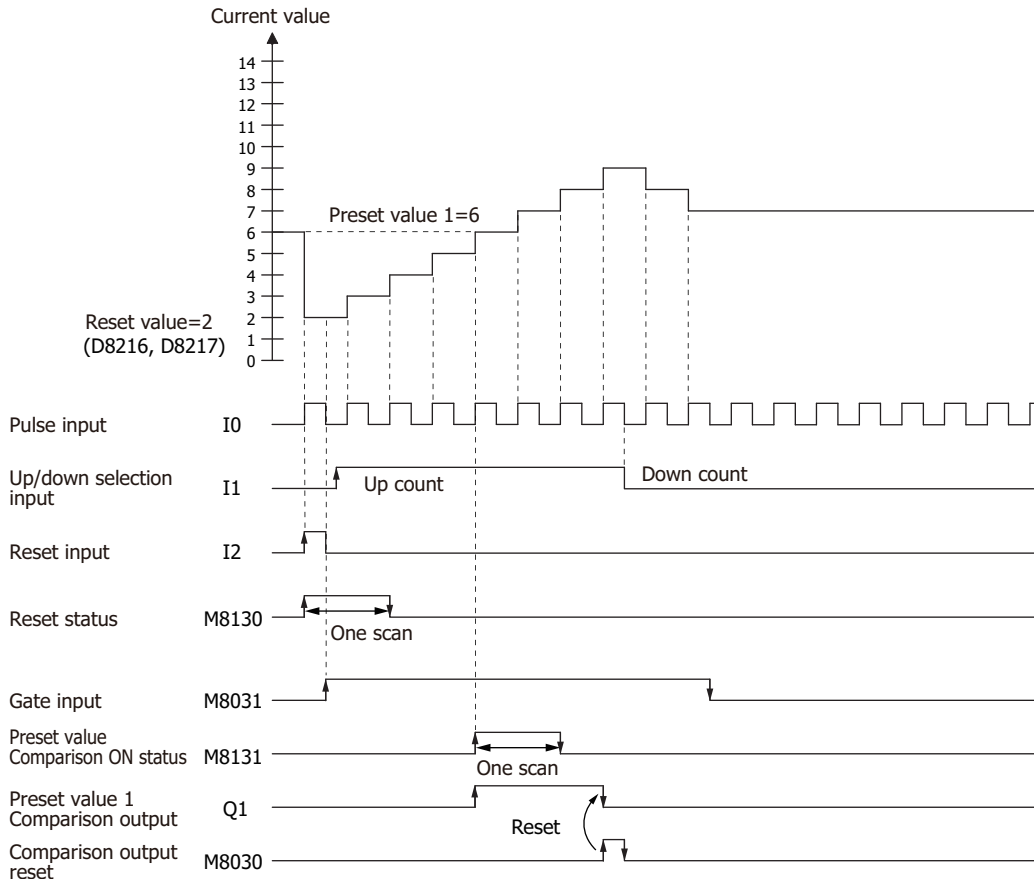 Current value
14
13
12
11
10
9
8
7
6
5
4
3
2
1
0
Preset value 1=6
Reset value=2
(D8216, D8217)
Pulse input I0
Up/down selection
input I1
Up count
Down count
Reset input I2
Reset status M8130
One scan
Gate input M8031
Preset value
Comparison ON status M8131
One scan
Preset value 1
Comparison output Q1
Reset
Comparison output
reset M8030